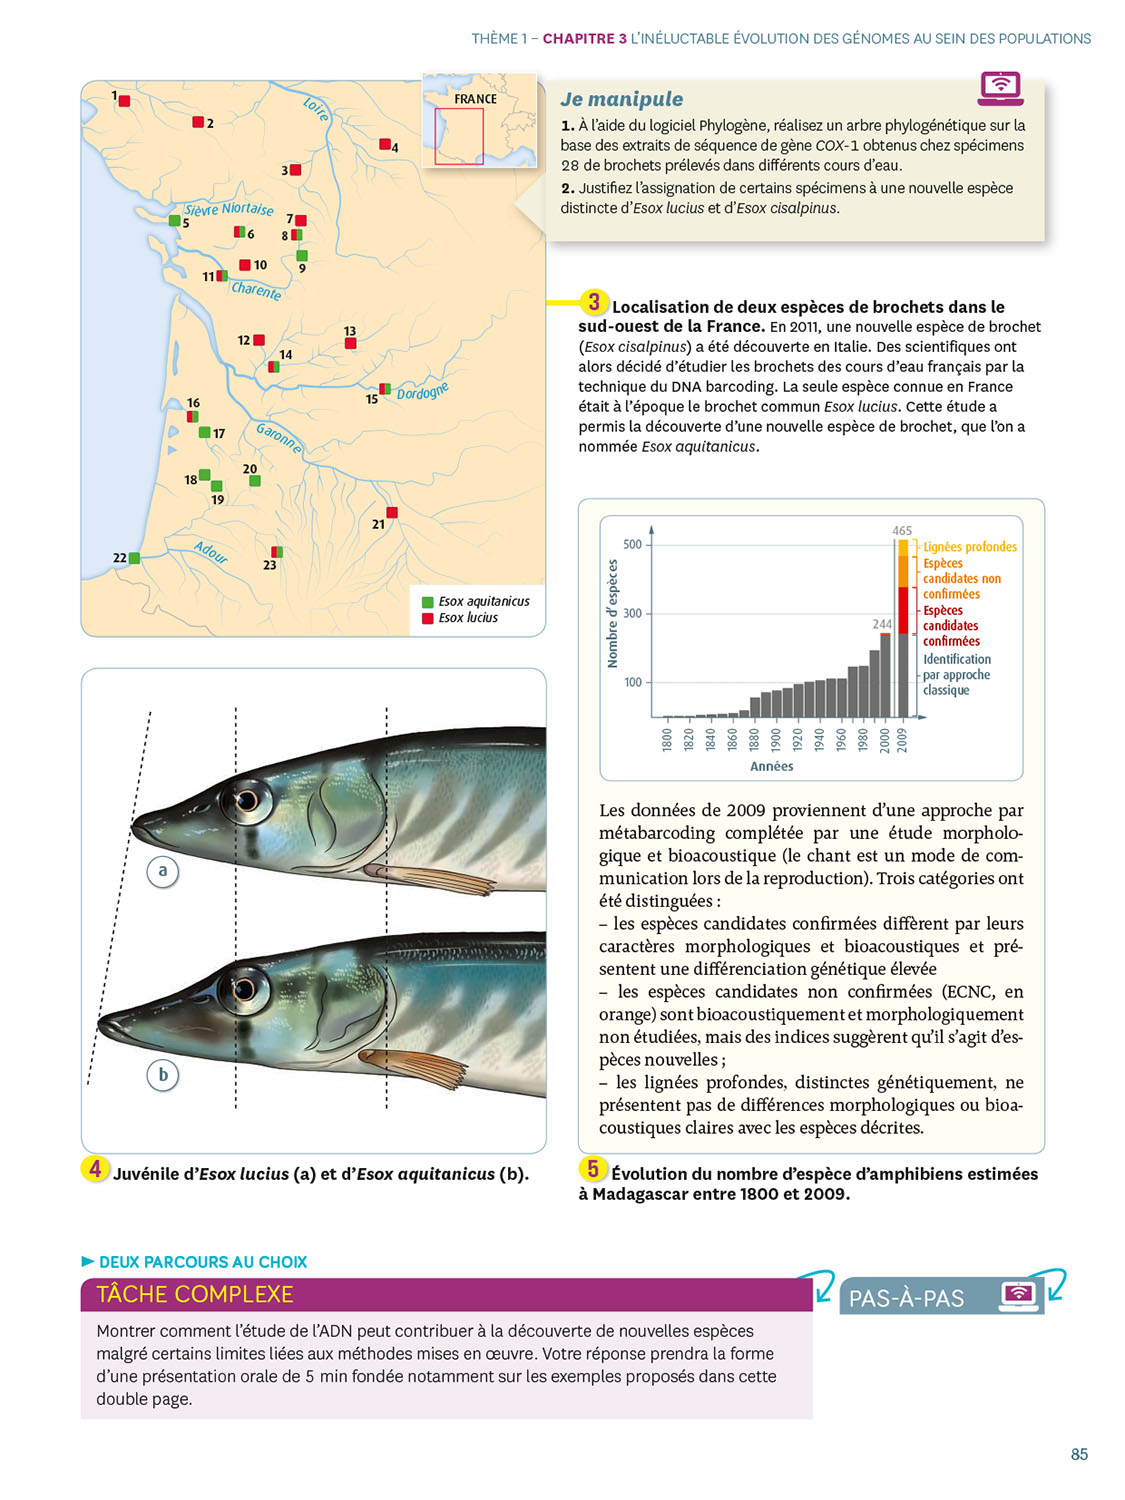 THÈME 1 – CHAPITRE 3 L’INÉLUCTABLE ÉVOLUTION DES GÉNOMES AU SEIN DES POPULATIONS
FRANCE
Loire
1
2
3
4
Sièvre Niortaise
5
6
7
8
9
10
11
Charente
12
13
14
15
Dordogne
16
17
Garonne
18
19
20
21
22
Adour
23
Esox aquitanicus
Esox lucius
Je manipule
1. À l’aide du logiciel Phylogène, réalisez un arbre phylogénétique sur la
base des extraits de séquence de gène COX-1 obtenus chez spécimens
28 de brochets prélevés dans différents cours d’eau.
2. Justifiez l’assignation de certains spécimens à une nouvelle espèce
distincte d’Esox lucius et d’Esox cisalpinus.
3 Localisation de deux espèces de brochets dans le
sud-ouest de la France. En 2011, une nouvelle espèce de brochet
(Esox cisalpinus) a été découverte en Italie. Des scientifiques ont
alors décidé d’étudier les brochets des cours d’eau français par la
technique du DNA barcoding. La seule espèce connue en France
était à l’époque le brochet commun Esox lucius. Cette étude a
permis la découverte d’une nouvelle espèce de brochet, que l’on a
nommée Esox aquitanicus.
a
b
4 Juvénile d’Esox lucius (a) et d’Esox aquitanicus (b).
Nombre d’espèces
500
300
100
244
465
Lignées profondes
Espèces
candidates non
confirmées
Espèces
candidates
confirmées
Identification
par approche
classique
1800
1820
1840
1860
1880
1900
1920
1940
1960
1980
2000
2009
Années
Les données de 2009 proviennent d’une approche par
métabarcoding complétée par une étude morpholo-
gique et bioacoustique (le chant est un mode de com-
munication lors de la reproduction). Trois catégories ont
été distinguées :
– les espèces candidates confirmées diffèrent par leurs
caractères morphologiques et bioacoustiques et pré-
sentent une différenciation génétique élevée
– les espèces candidates non confirmées (ECNC, en
orange) sont bioacoustiquement et morphologiquement
non étudiées, mais des indices suggèrent qu’il s’agit d’es-
pèces nouvelles ;
– les lignées profondes, distinctes génétiquement, ne
présentent pas de différences morphologiques ou bioa-
coustiques claires avec les espèces décrites.
5 Évolution du nombre d’espèce d’amphibiens estimées
à Madagascar entre 1800 et 2009.
DEUX PARCOURS AU CHOIX
TÂCHE COMPLEXE
PAS-À-PAS
Montrer comment l’étude de l’ADN peut contribuer à la découverte de nouvelles espèces
malgré certains limites liées aux méthodes mises en œuvre. Votre réponse prendra la forme
d’une présentation orale de 5 min fondée notamment sur les exemples proposés dans cette
double page.
85